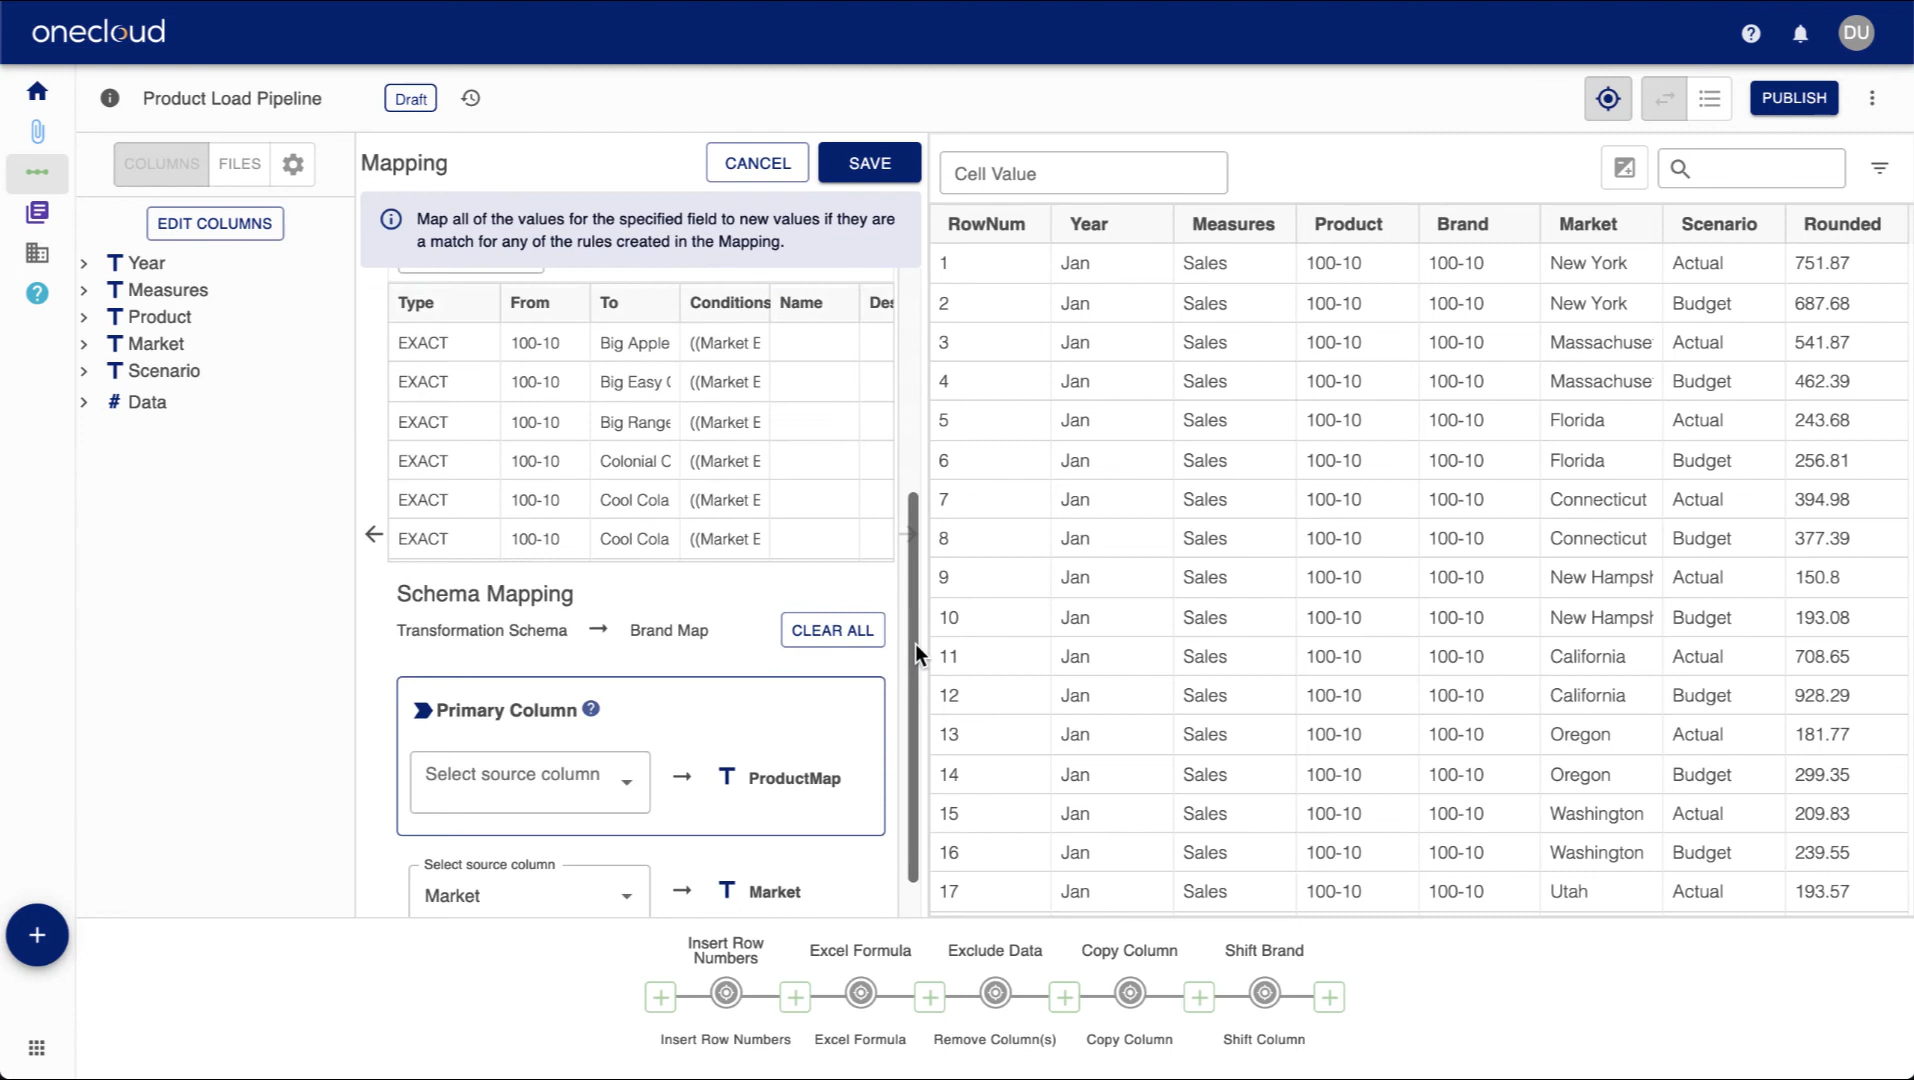 onecloud
DU
Product Load Pipeline
Draft
PUBLISH
COLUMNS FILES
EDIT COLUMNS
Year
Measures
Product
Market
Scenario
# Data
Mapping
CANCEL
SAVE
Map all of the values for the specified field to new values if they are
a match for any of the rules created in the Mapping.
Type From To Conditions Name Des
EXACT 100-10 Big Apple ((Market E
EXACT 100-10 Big Easy ( ((Market E
EXACT 100-10 Big Range ((Market E
EXACT 100-10 Colonial C ((Market E
EXACT 100-10 Cool Cola ((Market E
EXACT 100-10 Cool Cola ((Market E
Schema Mapping
Transformation Schema → Brand Map
CLEAR ALL
Primary Column ?
Select source column → T ProductMap
Select source column
Market → T Market
Cell Value
RowNum Year Measures Product Brand Market Scenario Rounded
1 Jan Sales 100-10 100-10 New York Actual 751.87
2 Jan Sales 100-10 100-10 New York Budget 687.68
3 Jan Sales 100-10 100-10 Massachuse Actual 541.87
4 Jan Sales 100-10 100-10 Massachuse Budget 462.39
5 Jan Sales 100-10 100-10 Florida Actual 243.68
6 Jan Sales 100-10 100-10 Florida Budget 256.81
7 Jan Sales 100-10 100-10 Connecticut Actual 394.98
8 Jan Sales 100-10 100-10 Connecticut Budget 377.39
9 Jan Sales 100-10 100-10 New Hampsh Actual 150.8
10 Jan Sales 100-10 100-10 New Hampsh Budget 193.08
11 Jan Sales 100-10 100-10 California Actual 708.65
12 Jan Sales 100-10 100-10 California Budget 928.29
13 Jan Sales 100-10 100-10 Oregon Actual 181.77
14 Jan Sales 100-10 100-10 Oregon Budget 299.35
15 Jan Sales 100-10 100-10 Washington Actual 209.83
16 Jan Sales 100-10 100-10 Washington Budget 239.55
17 Jan Sales 100-10 100-10 Utah Actual 193.57
Insert Row
Numbers
Excel Formula
Exclude Data
Copy Column
Shift Brand
Insert Row Numbers
Excel Formula
Remove Column(s)
Copy Column
Shift Column